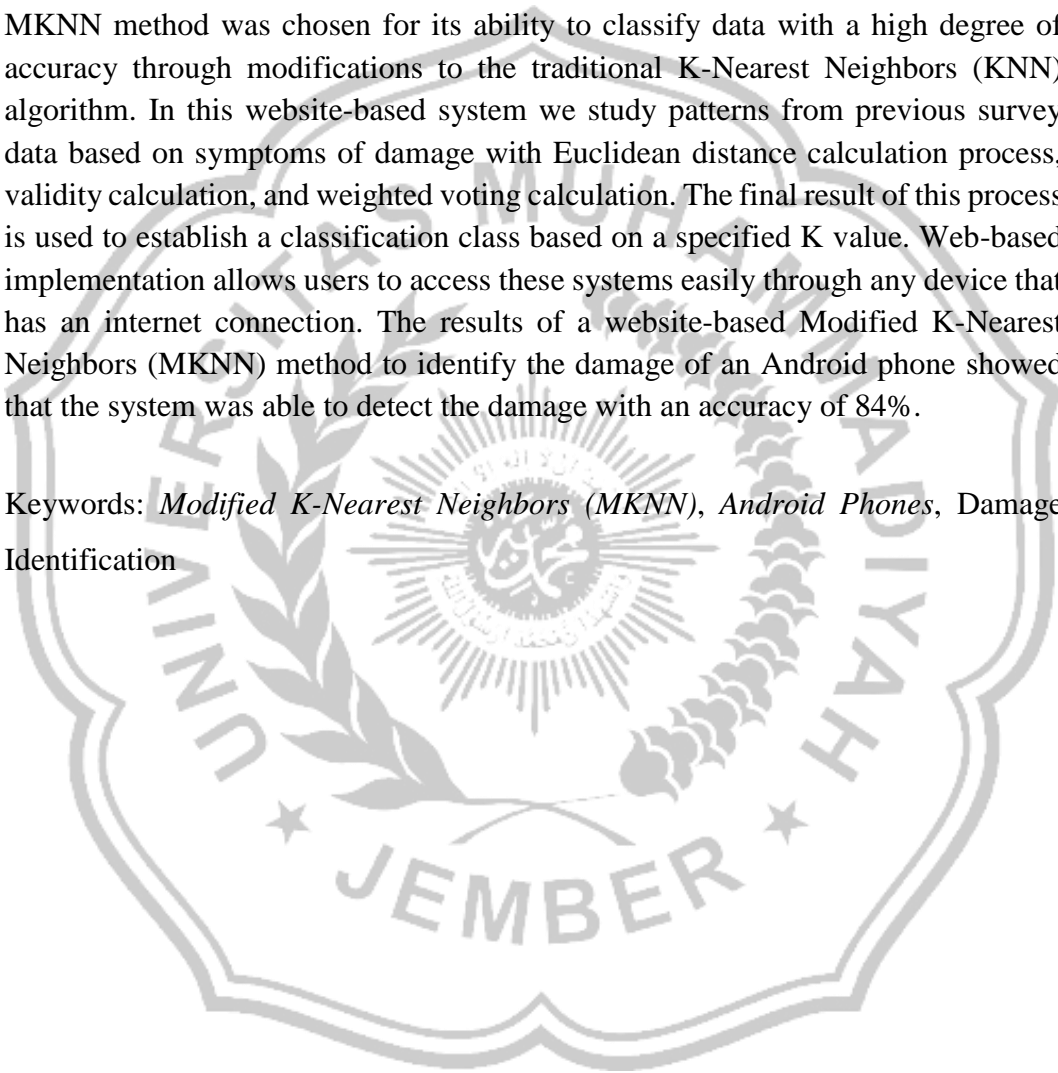 MKNN method was chosen for its ability to classify data with a high degree of
accuracy through modifications to the traditional K-Nearest Neighbors (KNN)
algorithm. In this website-based system we study patterns from previous survey
data based on symptoms of damage with Euclidean distance calculation process,
validity calculation, and weighted voting calculation. The final result of this process
is used to establish a classification class based on a specified K value. Web-based
implementation allows users to access these systems easily through any device that
has an internet connection. The results of a website-based Modified K-Nearest
Neighbors (MKNN) method to identify the damage of an Android phone showed
that the system was able to detect the damage with an accuracy of 84%.
Keywords: Modified K-Nearest Neighbors (MKNN), Android Phones, Damage
Identification
UNIVERSITAS MUHAMMADIYAH
JEMBER